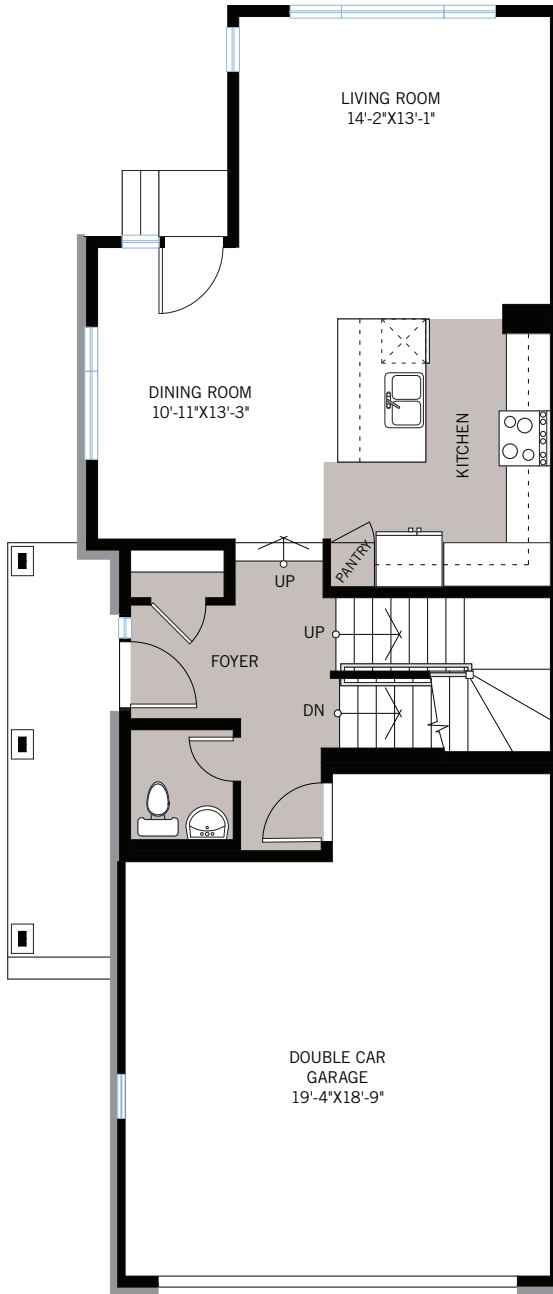 LIVING ROOM
14'-2"X13'-1"
DINING ROOM
10'-11"X13'-3"
KITCHEN
PANTRY
UP
UP
FOYER
DN
DOUBLE CAR
GARAGE
19'-4"X18'-9"